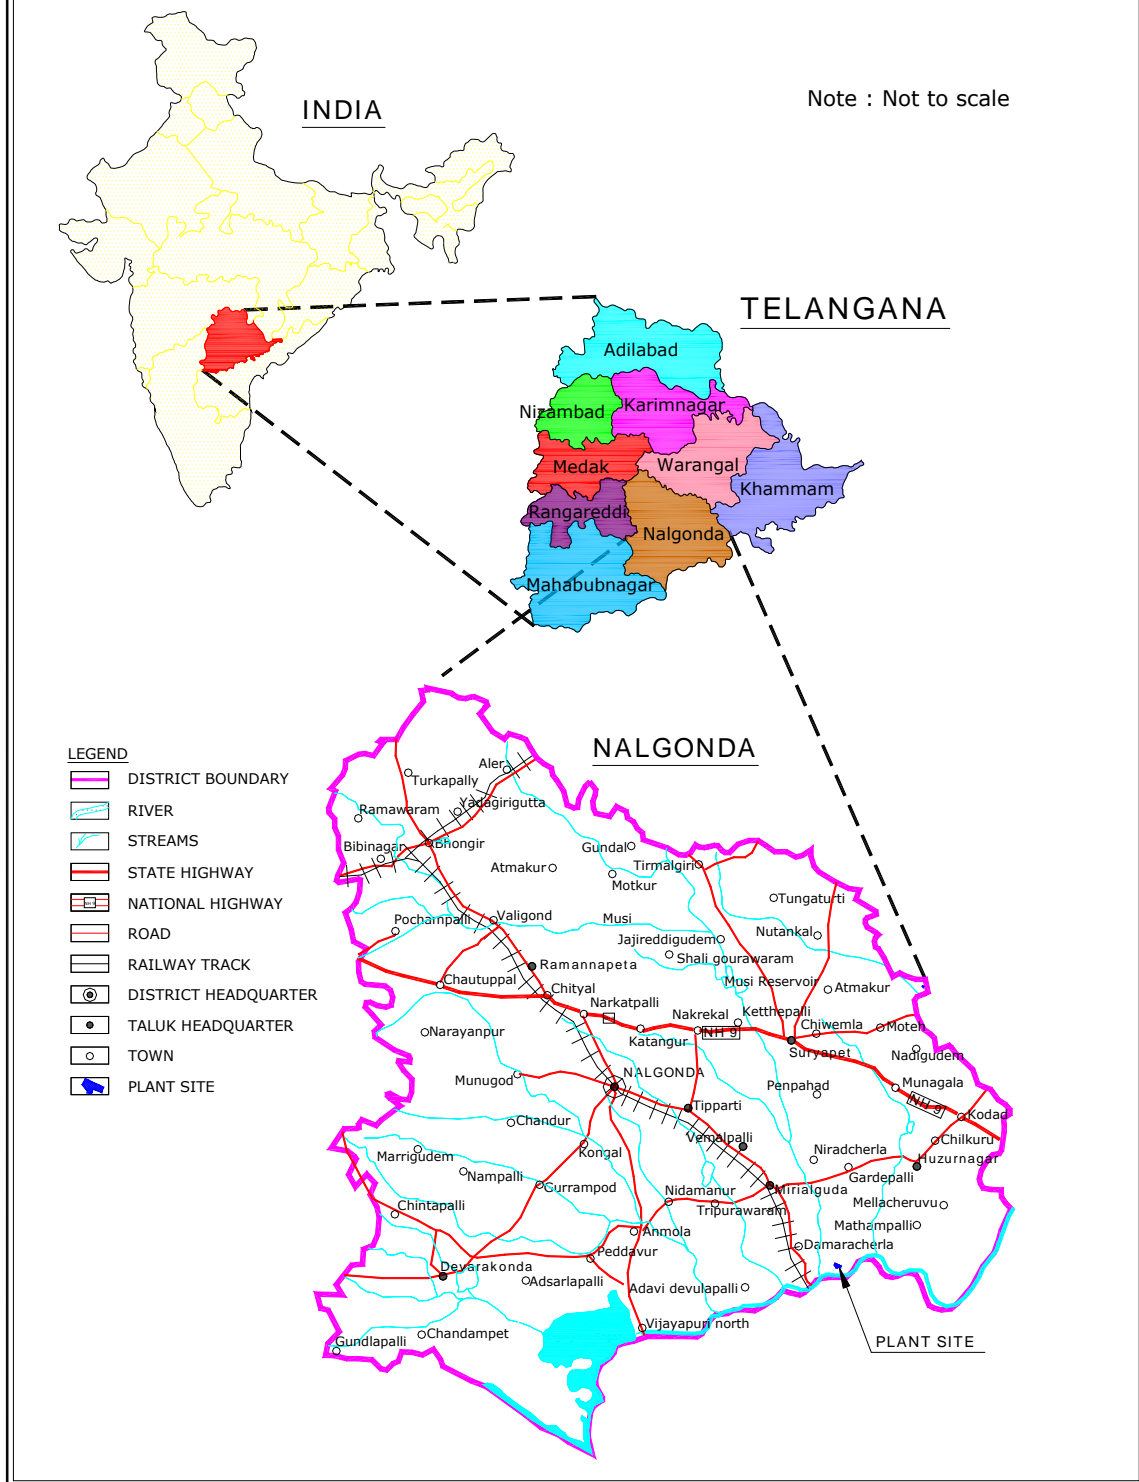 INDIA
Note : Not to scale
TELANGANA
Adilabad
Nizambad
Karimnagar
Medak
Warangal
Khammam
Rangareddi
Nalgonda
Mahabubnagar
NALGONDA
LEGEND
DISTRICT BOUNDARY
RIVER
STREAMS
STATE HIGHWAY
NATIONAL HIGHWAY
ROAD
RAILWAY TRACK
DISTRICT HEADQUARTER
TALUK HEADQUARTER
TOWN
PLANT SITE
Aler
Turkapally
Yadagirigutta
Ramawaram
Bibinagar
Bhongir
Gundal
Tirmalgiri
Atmakur
Motkur
Tungaturti
Pochampalli
Valigond
Musi
Nutankal
Jajireddigudem
Shali gourawaram
Ramannapeta
Musi Reservoir
Atmakur
Chautuppal
Chityal
Narkatpalli
Nakrekal
Ketthepalli
Chiwemla
Moten
Narayanpur
Katangur
NH 9
Suryapet
Nadigudem
Munugod
NALGONDA
Penpahad
Munagala
NH 9
Tipparti
Kodad
Chandur
Vemalpalli
Chilkuru
Kongal
Marrigudem
Niradcherla
Huzurnagar
Nampalli
Gardepalli
Currampod
Nidamanur
Mirialguda
Chintapalli
Tripurawaram
Mellacheruvu
Mathampalli
Anmola
Damaracherla
Peddavur
Devarakonda
Adsarlapalli
Adavi devulapalli
Vijayapuri north
Chandampet
Gundlapalli
PLANT SITE